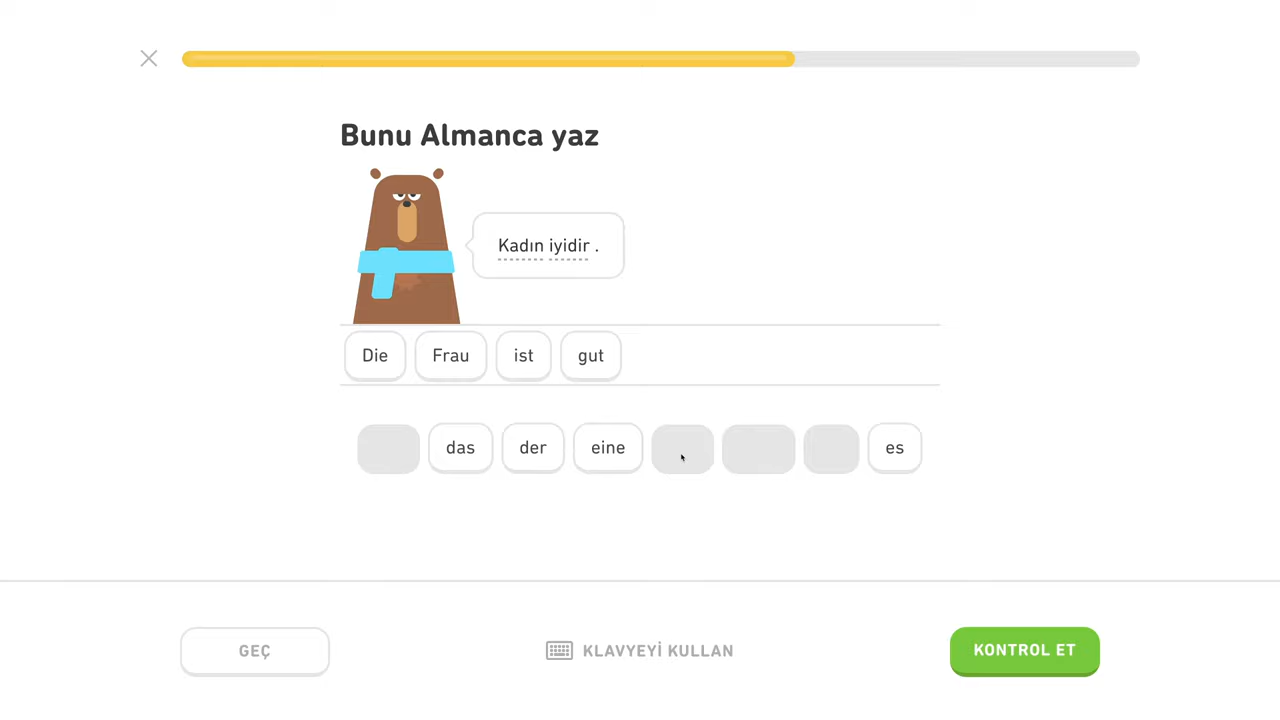 Bunu Almanca yaz
Kadın iyidir .
Die Frau ist gut
das der eine es
GEÇ KLAVYEYİ KULLAN KONTROL ET